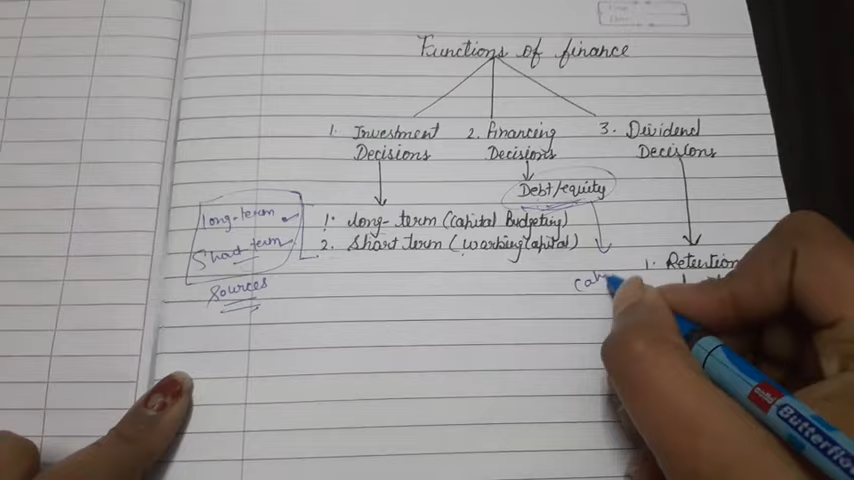 Functions of finance
1. Investment Decisions
2. Financing Decisions
3. Dividend Decisions
Debt/equity
1. Long-term (Capital Budgeting)
2. Short term (Working Capital)
Long-term
Short term
Sources
1. Retention
Butterflo